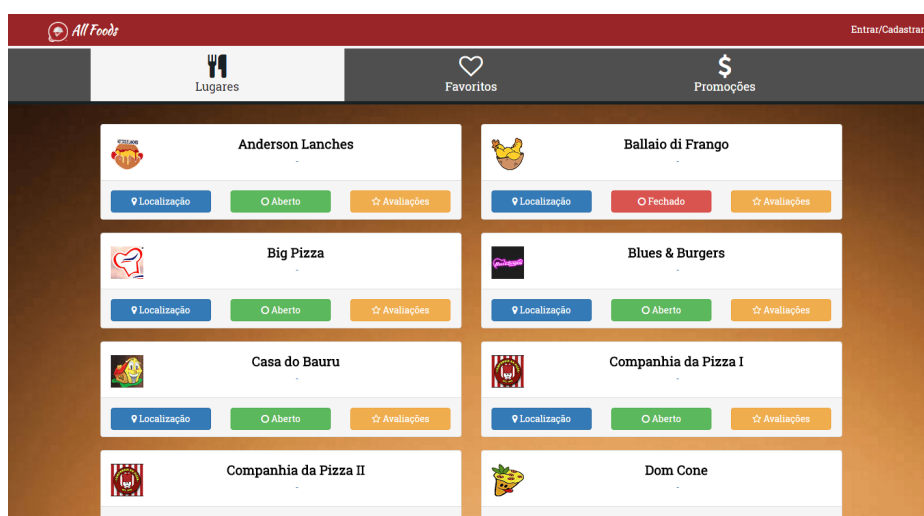 All Foods
Entrar/Cadastrar
Lugares
Favoritos
Promoções
Anderson Lanches
-
Localização
Aberto
Avaliações
Ballaio di Frango
-
Localização
Fechado
Avaliações
Big Pizza
-
Localização
Aberto
Avaliações
Blues & Burgers
-
Localização
Aberto
Avaliações
Casa do Bauru
-
Localização
Aberto
Avaliações
Companhia da Pizza I
-
Localização
Aberto
Avaliações
Companhia da Pizza II
-
Dom Cone
-